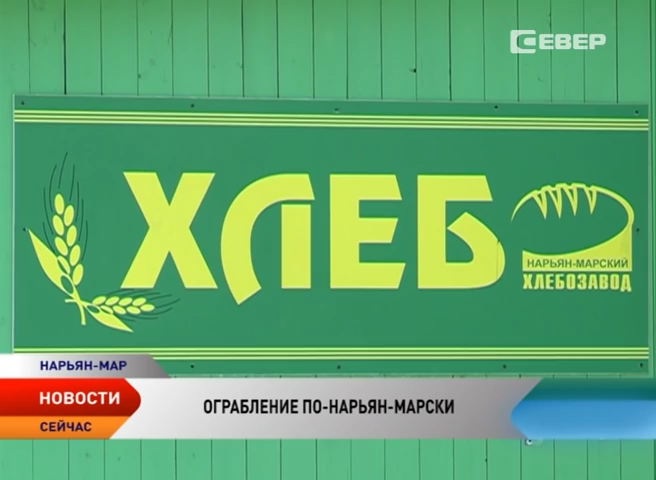 СЕВЕР
ХЛЕБ
НАРЬЯН-МАРСКИЙ
ХЛЕБОЗАВОД
НАРЬЯН-МАР
НОВОСТИ
СЕЙЧАС
ОГРАБЛЕНИЕ ПО-НАРЬЯН-МАРСКИ